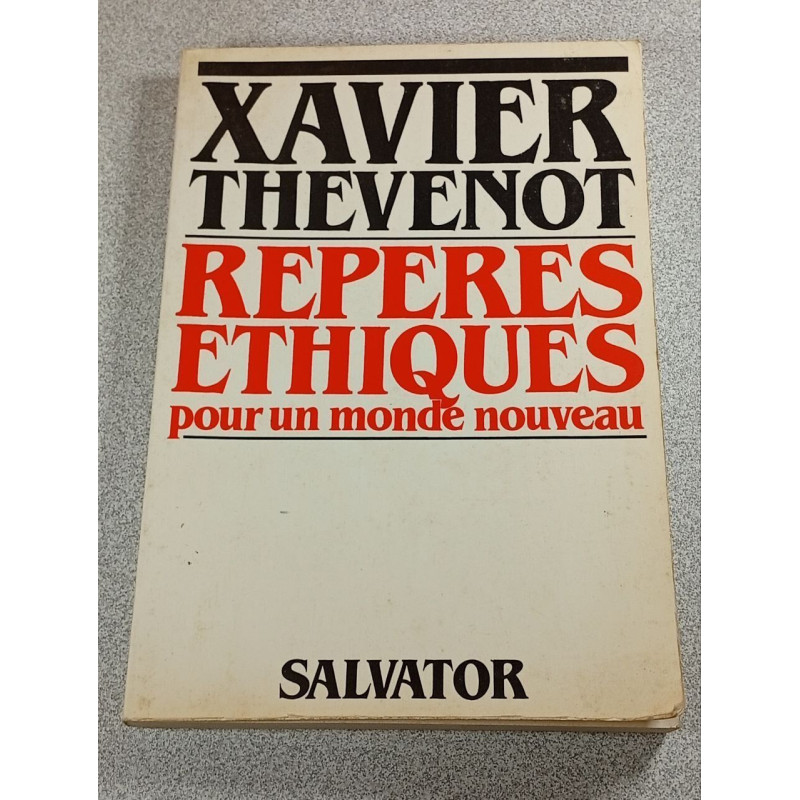 XAVIER
THEVENOT
REPERES
ETHIQUES
pour un monde nouveau
SALVATOR